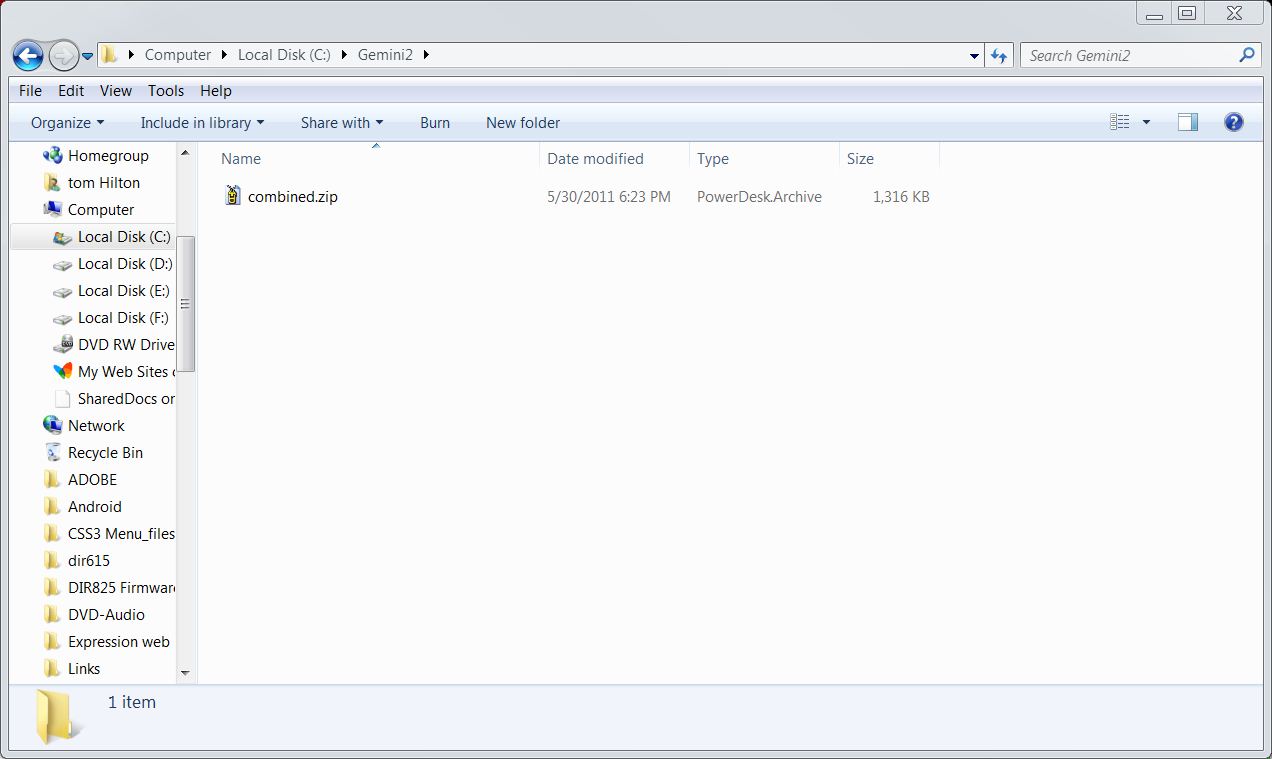 Computer Local Disk (C:) Gemini2
Search Gemini2
File Edit View Tools Help
Organize Include in library Share with Burn New folder
Name Date modified Type Size
combined.zip 5/30/2011 6:23 PM PowerDesk.Archive 1,316 KB
Homegroup
tom Hilton
Computer
Local Disk (C:)
Local Disk (D:)
Local Disk (E:)
Local Disk (F:)
DVD RW Drive
My Web Sites o
SharedDocs on
Network
Recycle Bin
ADOBE
Android
CSS3 Menu_files
dir615
DIR825 Firmware
DVD-Audio
Expression web
Links
1 item